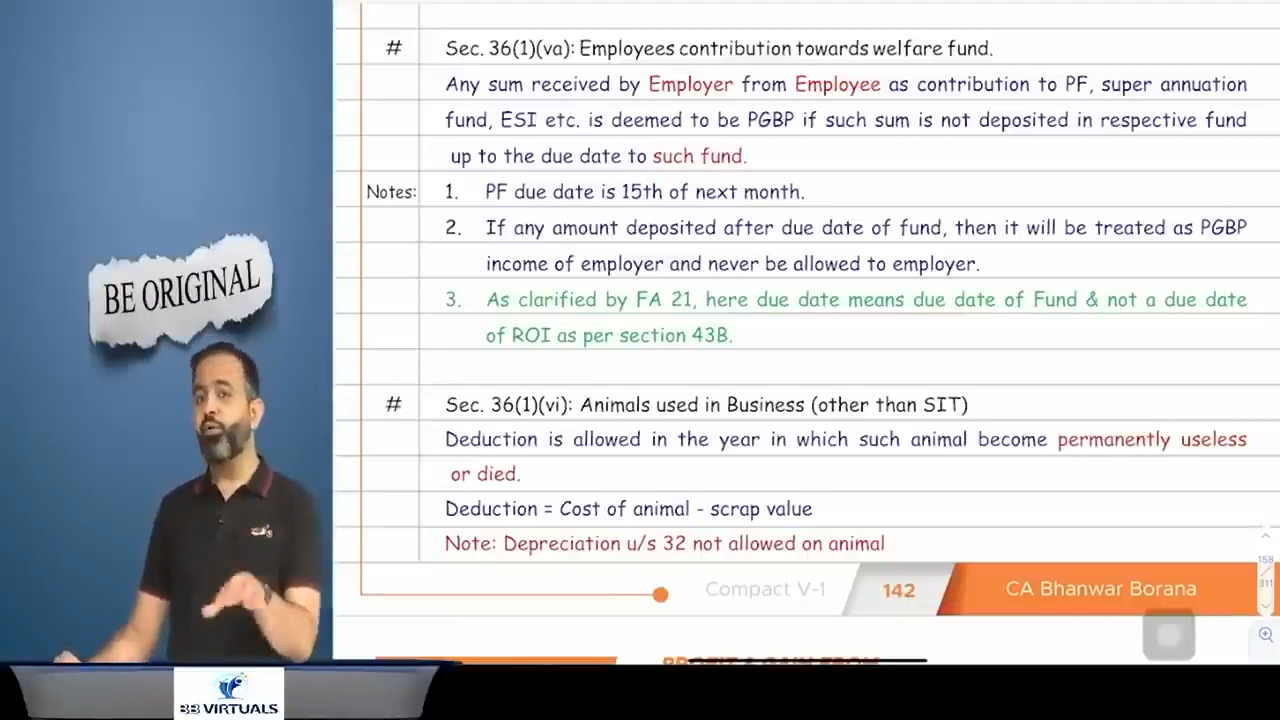 # Sec. 36(1)(va): Employees contribution towards welfare fund.
Any sum received by Employer from Employee as contribution to PF, super annuation
fund, ESI etc. is deemed to be PGBP if such sum is not deposited in respective fund
up to the due date to such fund.
Notes: 1. PF due date is 15th of next month.
2. If any amount deposited after due date of fund, then it will be treated as PGBP
income of employer and never be allowed to employer.
3. As clarified by FA 21, here due date means due date of Fund & not a due date
of ROI as per section 43B.
# Sec. 36(1)(vi): Animals used in Business (other than SIT)
Deduction is allowed in the year in which such animal become permanently useless
or died.
Deduction = Cost of animal - scrap value
Note: Depreciation u/s 32 not allowed on animal
Compact V-1 142 CA Bhanwar Borana
158
/
311
BE ORIGINAL
BB VIRTUALS